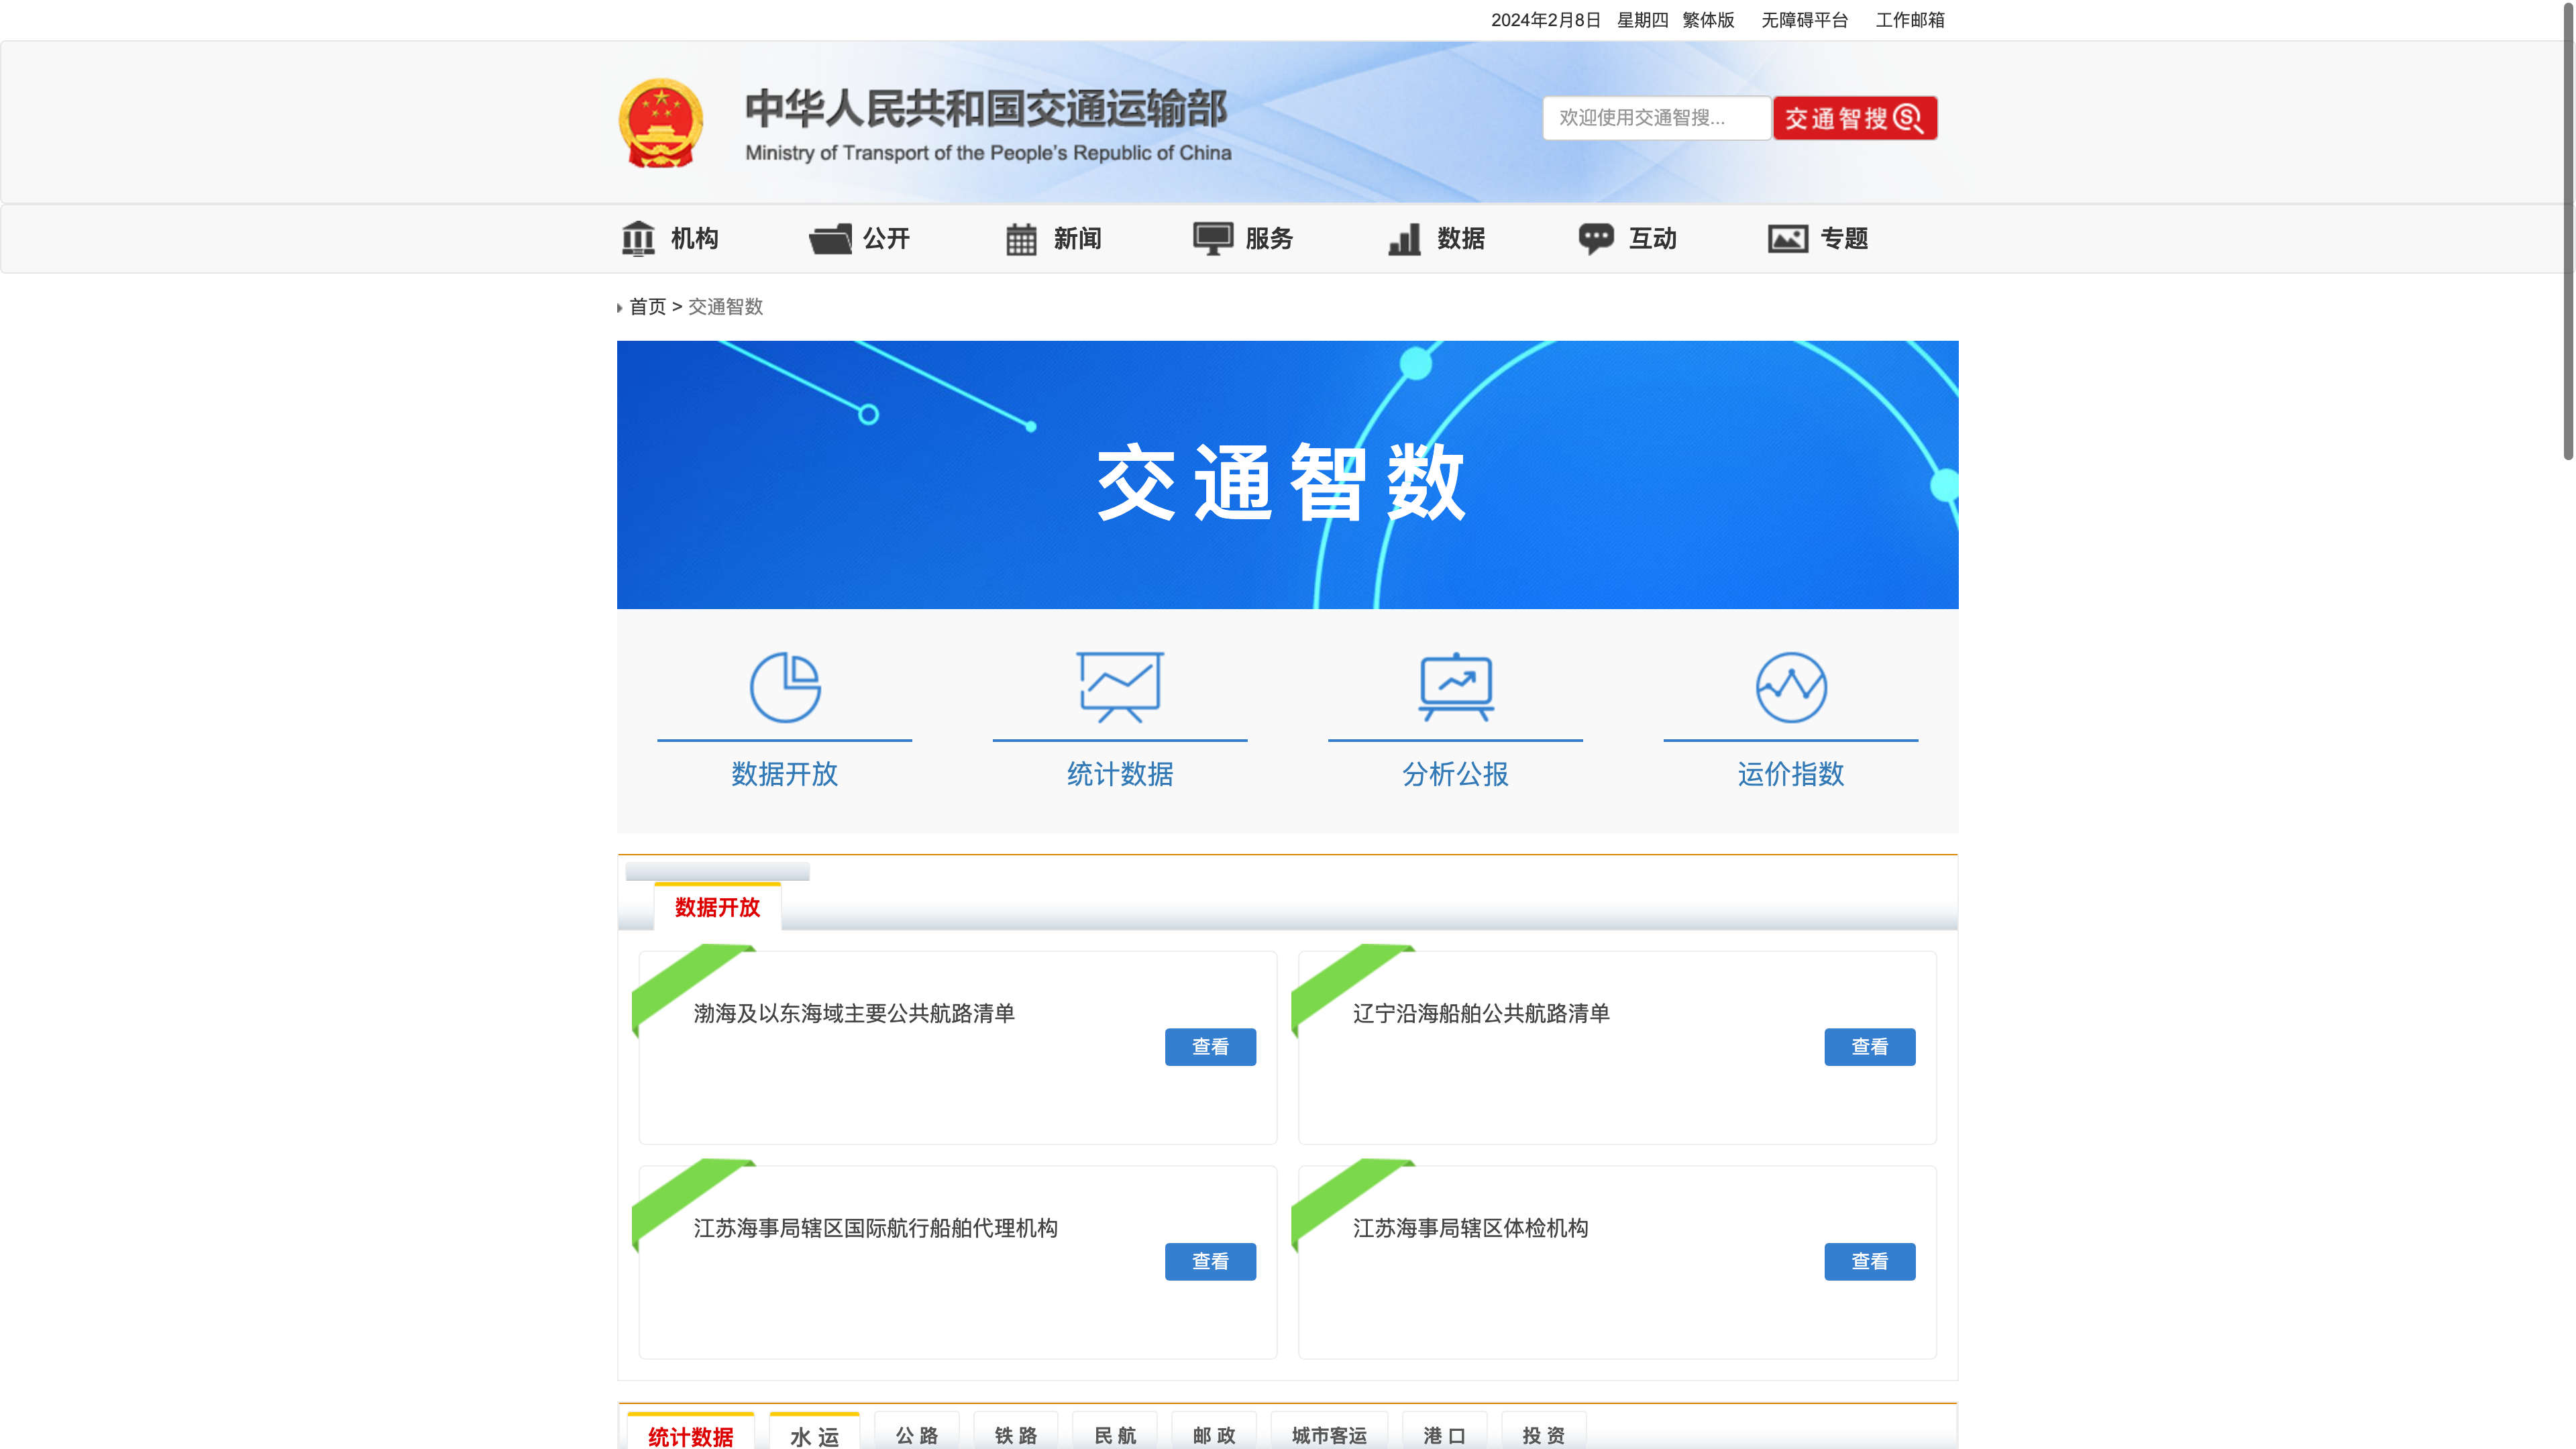 2024年2月8日 星期四 繁体版 无障碍平台 工作邮箱
中华人民共和国交通运输部
Ministry of Transport of the People's Republic of China
欢迎使用交通智搜...
交通智搜
机构 公开 新闻 服务 数据 互动 专题
首页 > 交通智数
交通智数
数据开放 统计数据 分析公报 运价指数
数据开放
渤海及以东海域主要公共航路清单
查看
辽宁沿海船舶公共航路清单
查看
江苏海事局辖区国际航行船舶代理机构
查看
江苏海事局辖区体检机构
查看
统计数据 水 运 公 路 铁 路 民 航 邮 政 城市客运 港 口 投 资